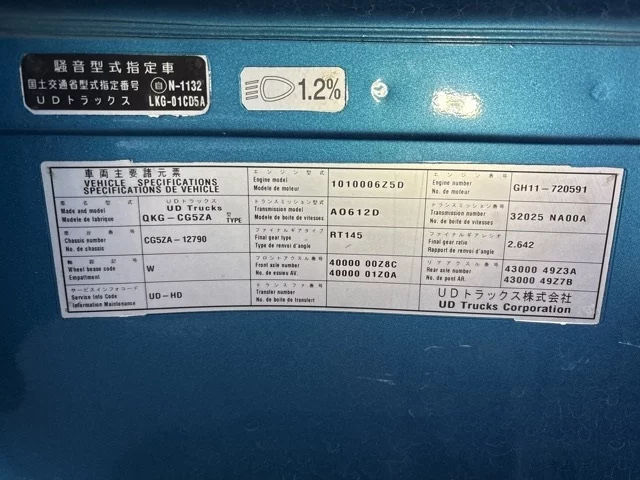 騒音型式指定車
国土交通省型式指定番号 自 N-1132
UDトラックス LKG-01CD5A
1.2%
車両主要諸元票
VEHICLE SPECIFICATIONS
SPECIFICATIONS DE VEHICLE
車名型式
Made and model
Modele de fabrique
UDトラックス
UD Trucks
QKG-CG5ZA 型 TYPE
車台番号
Chassis number
No. de chassis
CG5ZA-12790
軸距記号
Wheel base code
Empattement
W
サービスインフォコード
Service Info Code
Information S.
UD-HD
エンジン型式
Engine model
Modele de moteur
1010006Z5D
トランスミッション型式
Transmission model
Modele de boite de vitesses
AO612D
ファイナルギアタイプ
Final gear type
Type de renvoi d'angle
RT145
フロントアクスル
Front axle number
No. de essieu AV.
40000 00Z8C
40000 01Z0A
トランスファ番号
Transfer number
No. de boite de transfert
エンジン番号
Engine number
No. de moteur
GH11-720591
トランスミッション番号
Transmission number
No. de boite de vitesses
32025 NA00A
ファイナルギアレシオ
Final gear ratio
Rapport de renvoi d'angle
2.642
リアアクスル
Rear axle number
No. de pont AR.
43000 49Z3A
43000 49Z7B
UDトラックス株式会社
UD Trucks Corporation